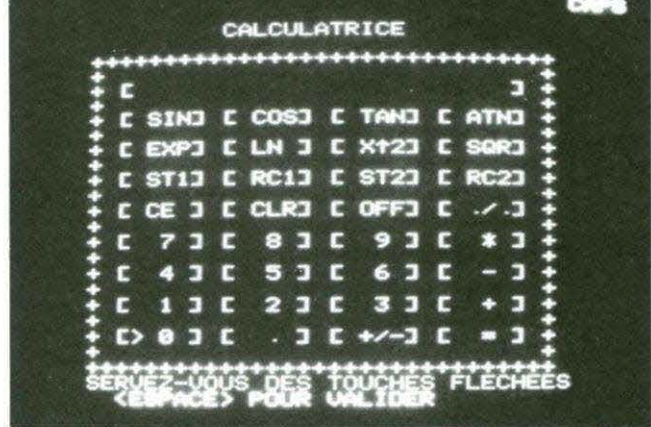 CAPS
CALCULATRICE
[ ]
[ SIN] [ COS] [ TAN] [ ATN]
[ EXP] [ LN ] [ X↑2] [ SQR]
[ ST1] [ RC1] [ ST2] [ RC2]
[ CE ] [ CLR] [ OFF] [ ./.]
[ 7 ] [ 8 ] [ 9 ] [ * ]
[ 4 ] [ 5 ] [ 6 ] [ - ]
[ 1 ] [ 2 ] [ 3 ] [ + ]
[> 0 ] [ . ] [ +/-] [ = ]
SERVEZ-VOUS DES TOUCHES FLECHEES
<ESPACE> POUR VALIDER